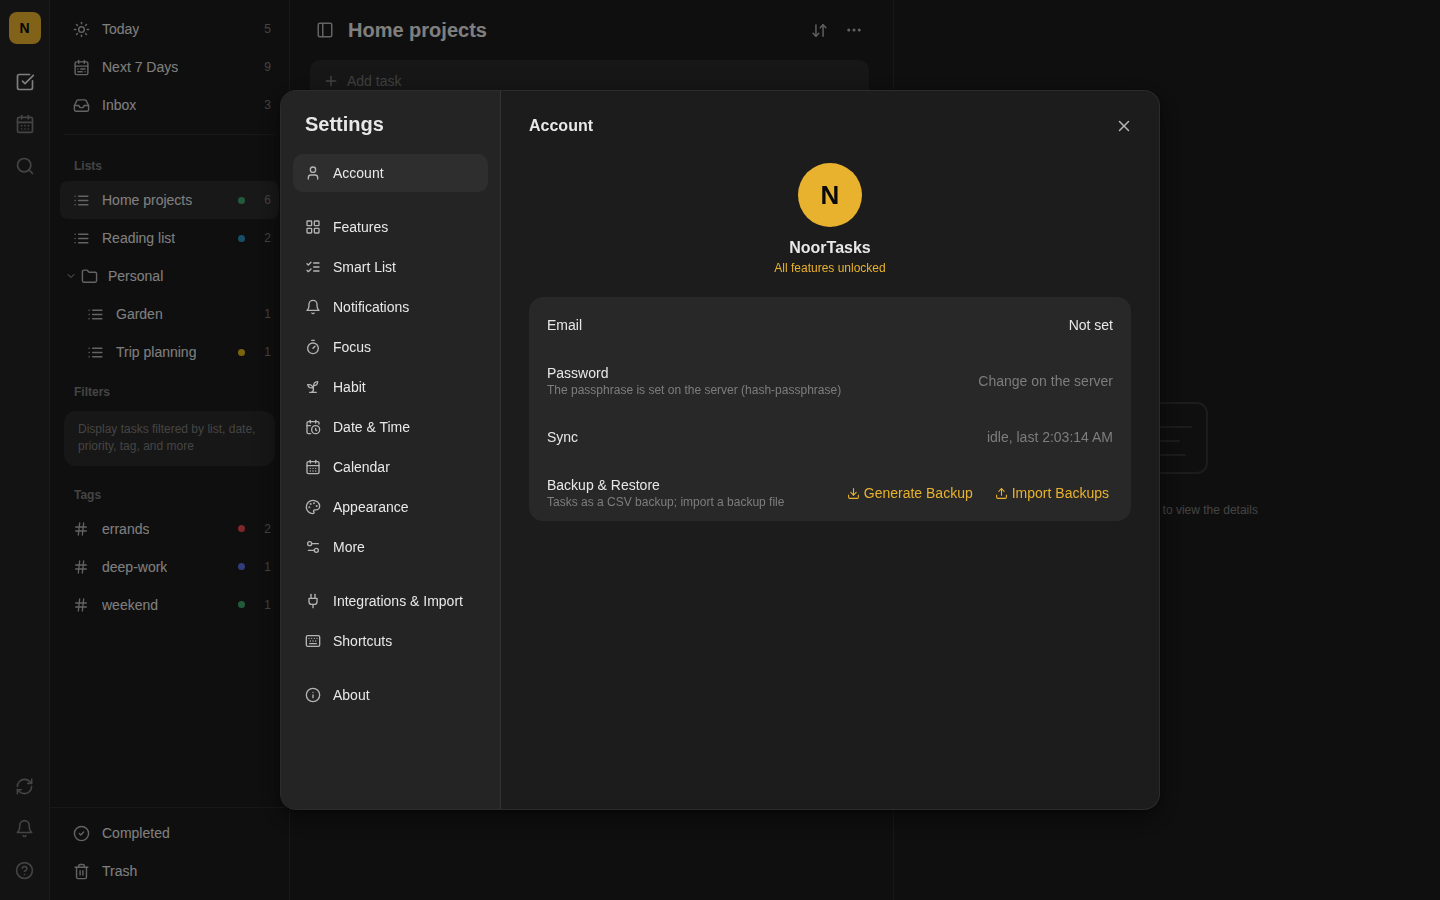 N
Today 5
Next 7 Days 9
Inbox 3
Lists
Home projects 6
Reading list 2
Personal
Garden 1
Trip planning 1
Filters
Display tasks filtered by list, date,
priority, tag, and more
Tags
errands 2
deep-work 1
weekend 1
Completed
Trash
Home projects
Add task
Settings
Account
Features
Smart List
Notifications
Focus
Habit
Date & Time
Calendar
Appearance
More
Integrations & Import
Shortcuts
About
Account
N
NoorTasks
All features unlocked
Email Not set
Password
The passphrase is set on the server (hash-passphrase)
Change on the server
Sync idle, last 2:03:14 AM
Backup & Restore
Tasks as a CSV backup; import a backup file
Generate Backup Import Backups
to view the details